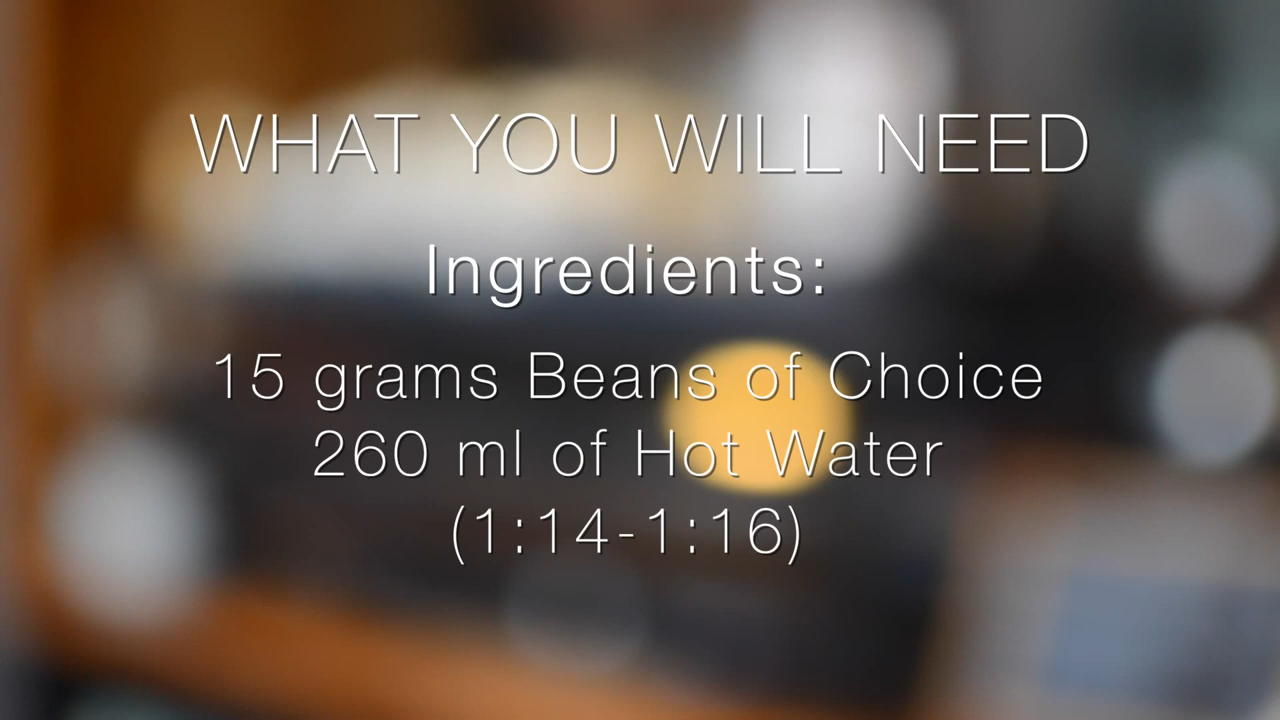 WHAT YOU WILL NEED
Ingredients:
15 grams Beans of Choice
260 ml of Hot Water
(1:14-1:16)